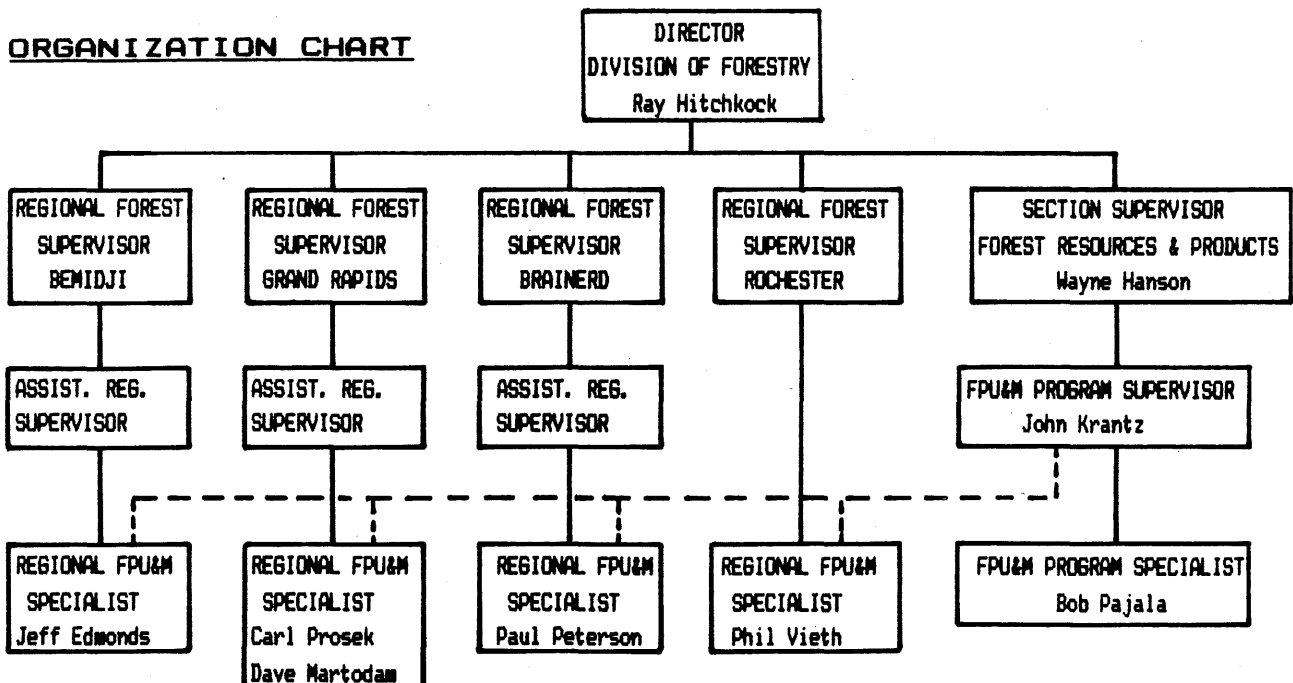 ORGANIZATION CHART
DIRECTOR
DIVISION OF FORESTRY
Ray Hitchkock
REGIONAL FOREST
SUPERVISOR
BEMIDJI
REGIONAL FOREST
SUPERVISOR
GRAND RAPIDS
REGIONAL FOREST
SUPERVISOR
BRAINERD
REGIONAL FOREST
SUPERVISOR
ROCHESTER
SECTION SUPERVISOR
FOREST RESOURCES & PRODUCTS
Wayne Hanson
ASSIST. REG.
SUPERVISOR
ASSIST. REG.
SUPERVISOR
ASSIST. REG.
SUPERVISOR
FPU&M PROGRAM SUPERVISOR
John Krantz
REGIONAL FPU&M
SPECIALIST
Jeff Edmonds
REGIONAL FPU&M
SPECIALIST
Carl Prosek
Dave Martodam
REGIONAL FPU&M
SPECIALIST
Paul Peterson
REGIONAL FPU&M
SPECIALIST
Phil Vieth
FPU&M PROGRAM SPECIALIST
Bob Pajala